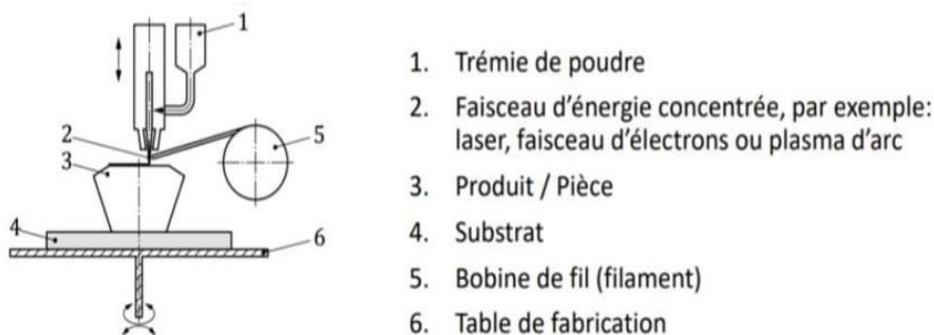 1
2
3
4
5
6
1. Trémie de poudre
2. Faisceau d'énergie concentrée, par exemple:
laser, faisceau d'électrons ou plasma d'arc
3. Produit / Pièce
4. Substrat
5. Bobine de fil (filament)
6. Table de fabrication